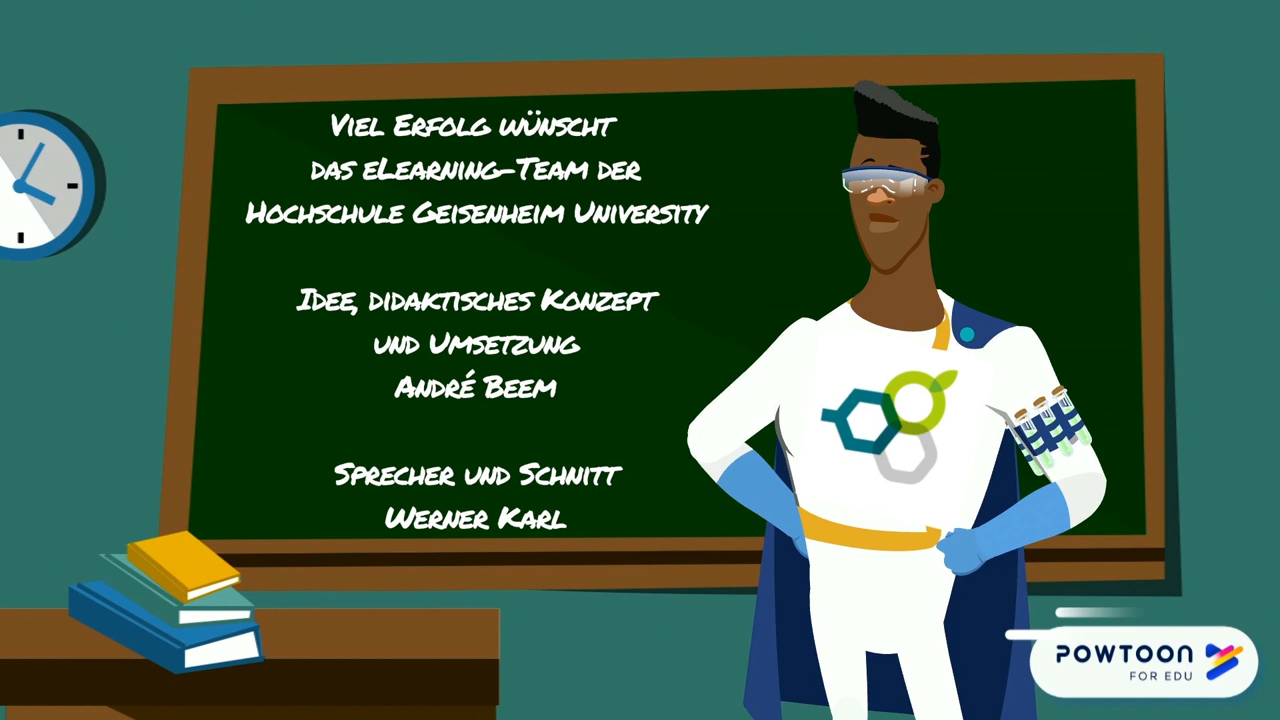 Viel Erfolg wünscht
das eLearning-Team der
Hochschule Geisenheim University
Idee, didaktisches Konzept
und Umsetzung
André Beem
Sprecher und Schnitt
Werner Karl
POWTOON
FOR EDU